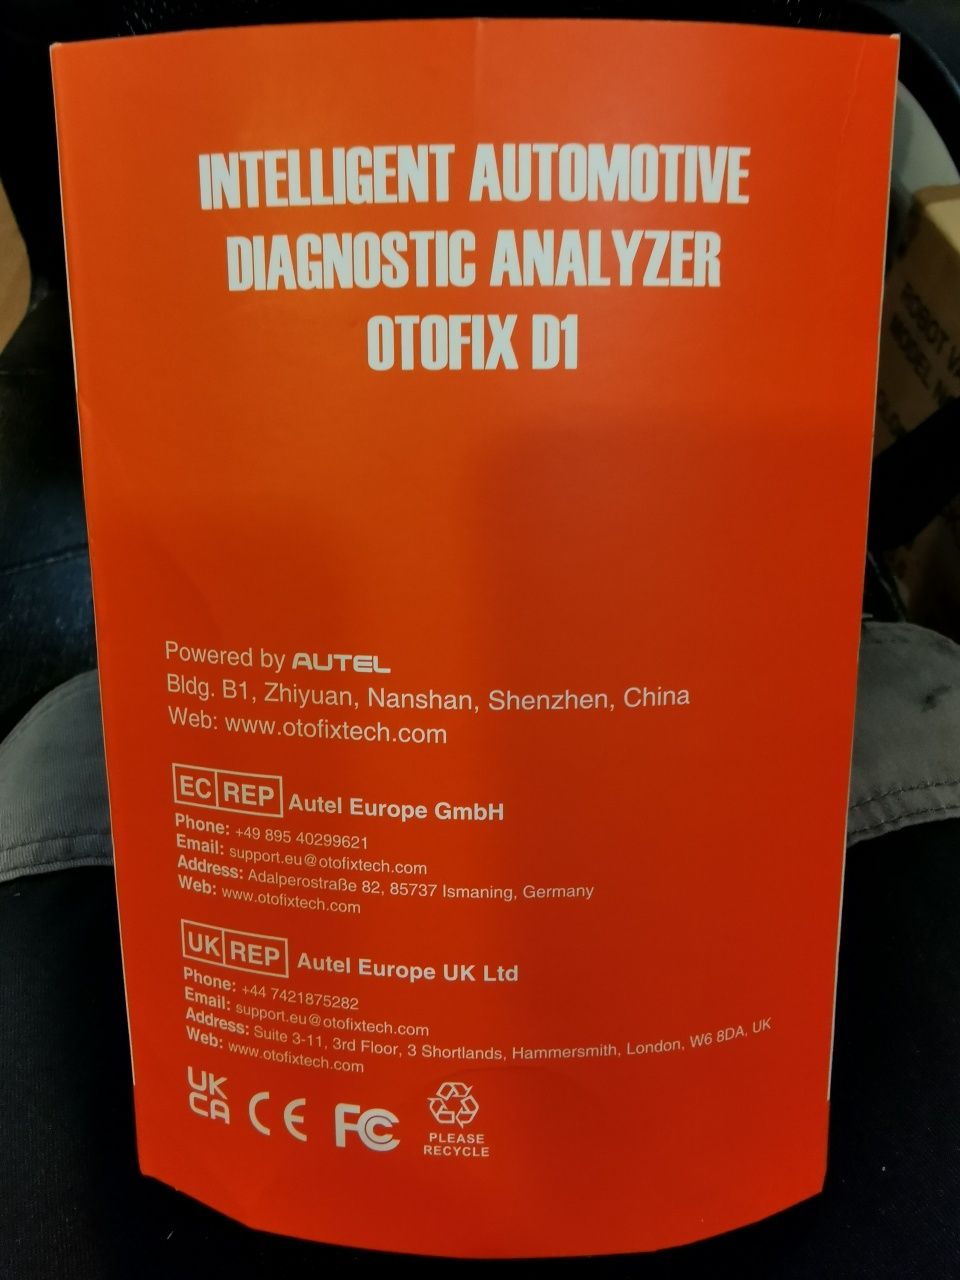 INTELLIGENT AUTOMOTIVE
DIAGNOSTIC ANALYZER
OTOFIX D1
Powered by AUTEL
Bldg. B1, Zhiyuan, Nanshan, Shenzhen, China
Web: www.otofixtech.com
EC REP Autel Europe GmbH
Phone: +49 895 40299621
Email: support.eu@otofixtech.com
Address: Adalperostraße 82, 85737 Ismaning, Germany
Web: www.otofixtech.com
UK REP Autel Europe UK Ltd
Phone: +44 7421875282
Email: support.eu@otofixtech.com
Address: Suite 3-11, 3rd Floor, 3 Shortlands, Hammersmith, London, W6 8DA, UK
Web: www.otofixtech.com
UK
CA CE FC
PLEASE
RECYCLE
ROBOT
MODEL